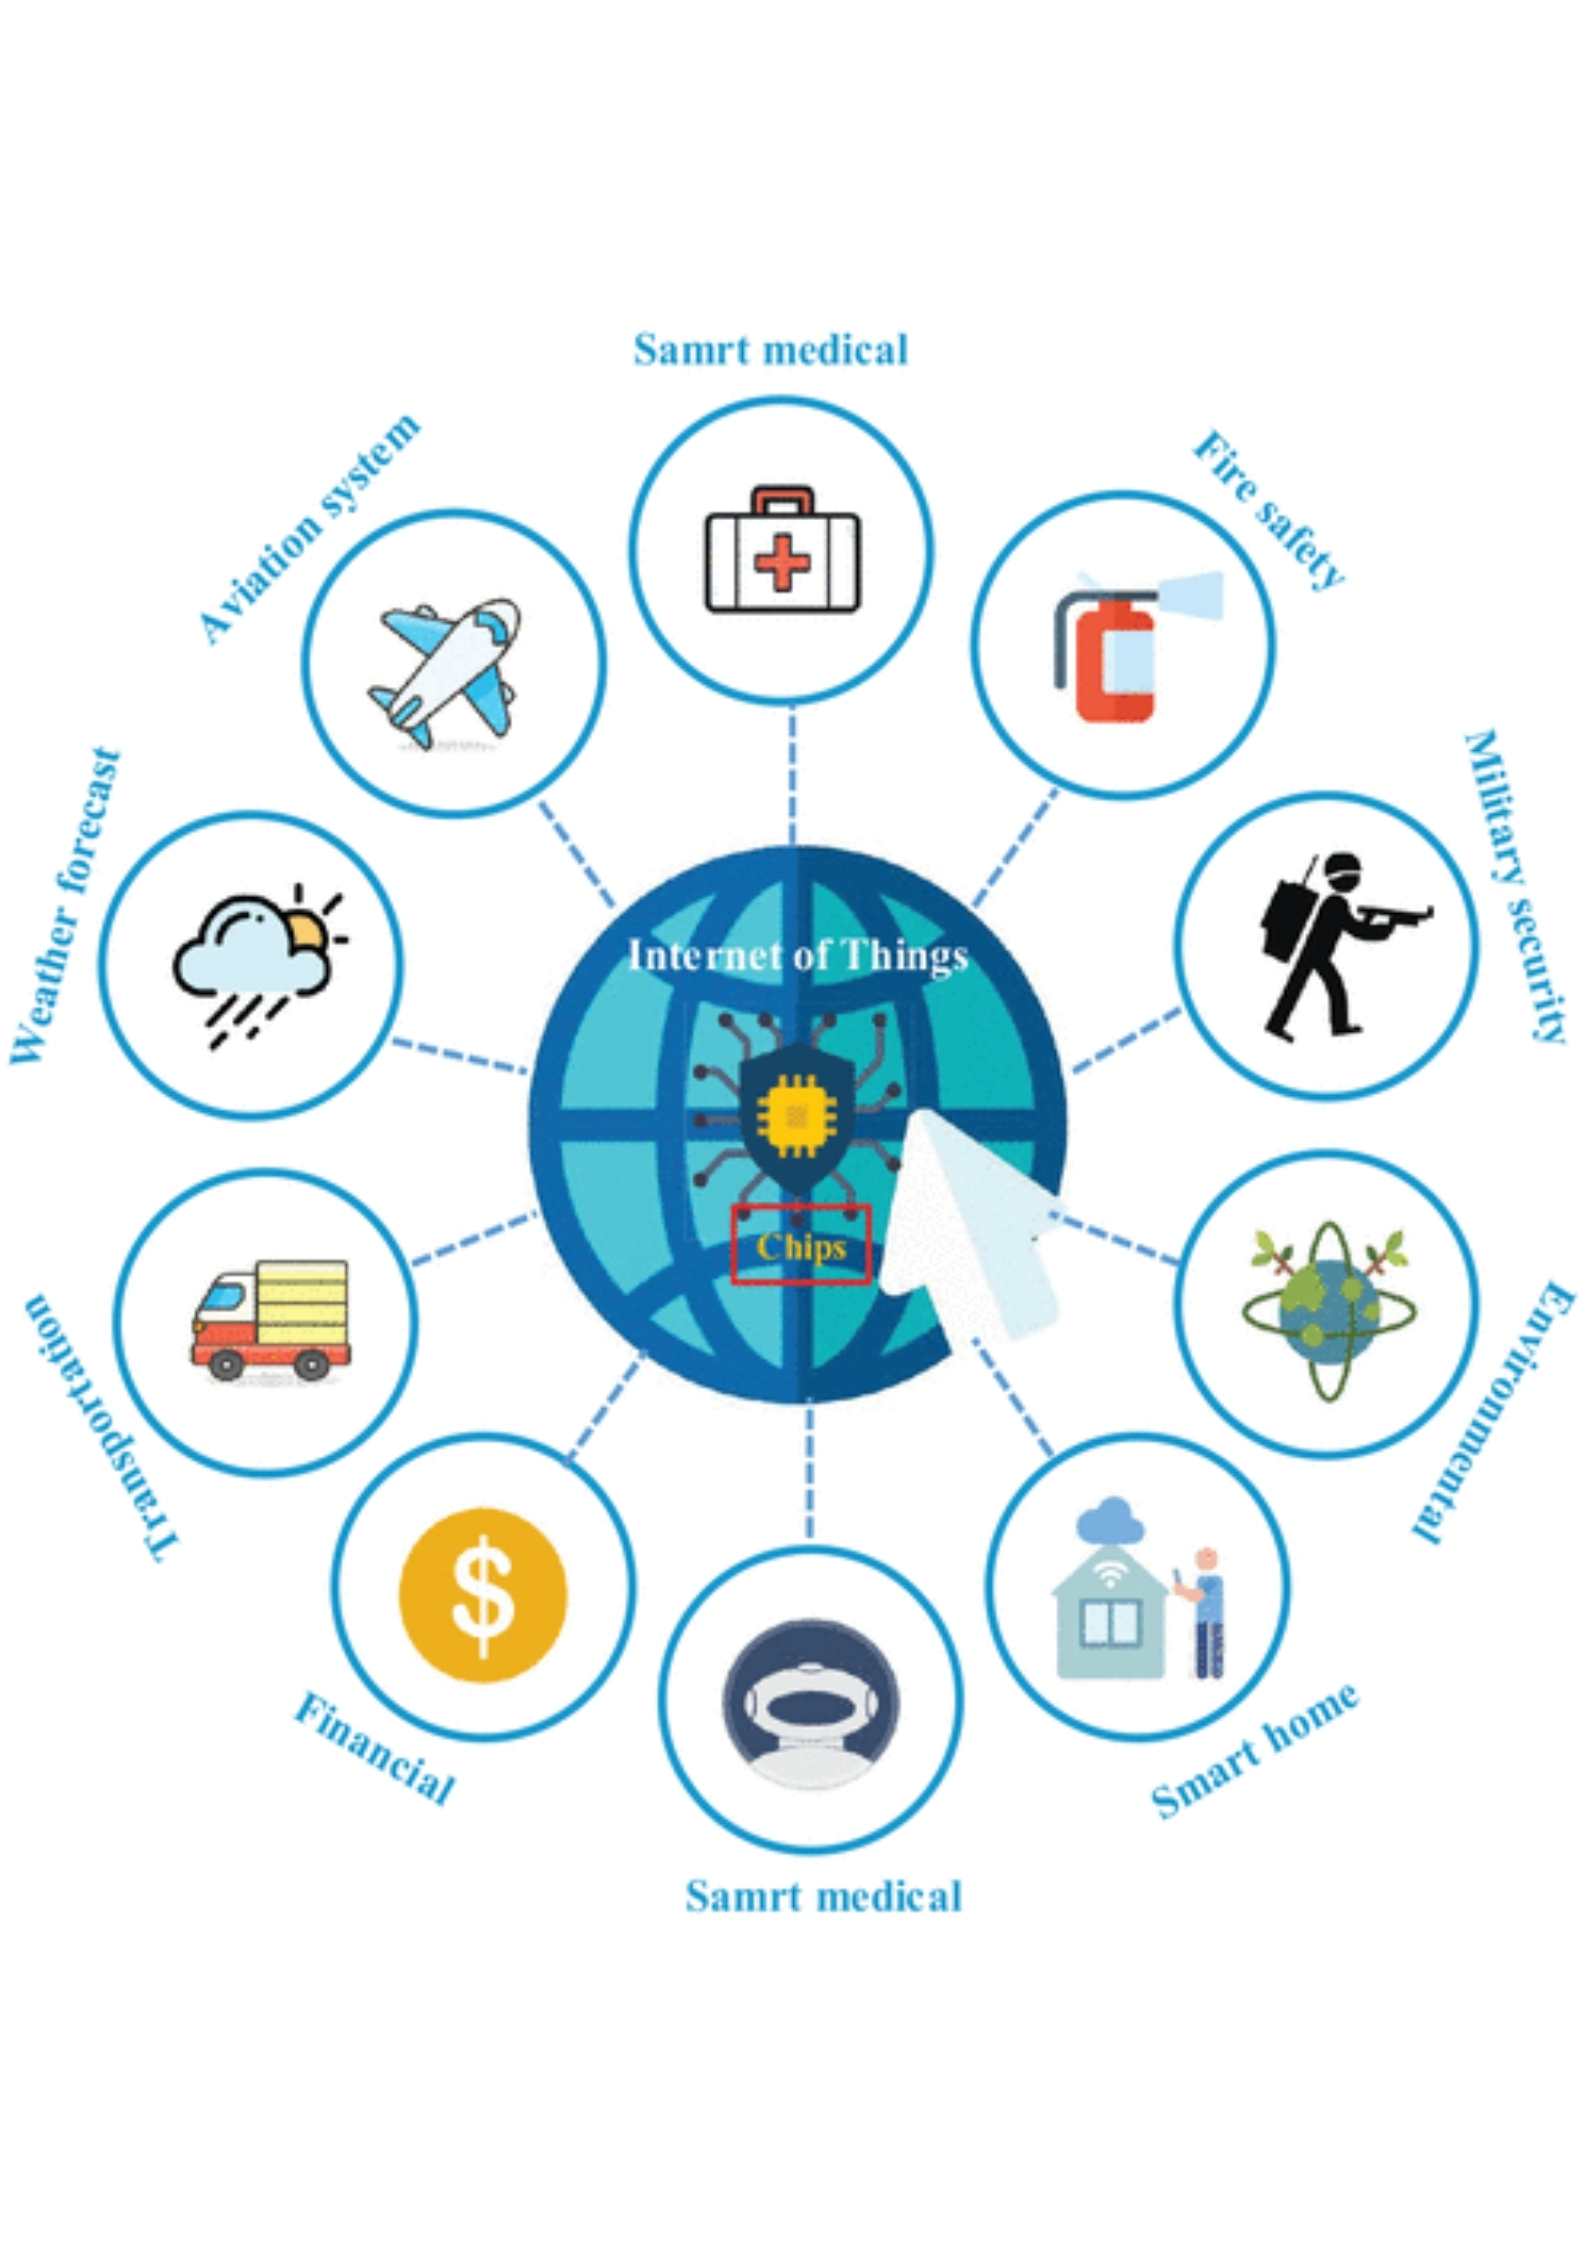 Samrt medical
Aviation system
Fire safety
Weather forecast
Military security
Internet of Things
Chips
Transportation
Environmental
Financial
Smart home
Samrt medical
$